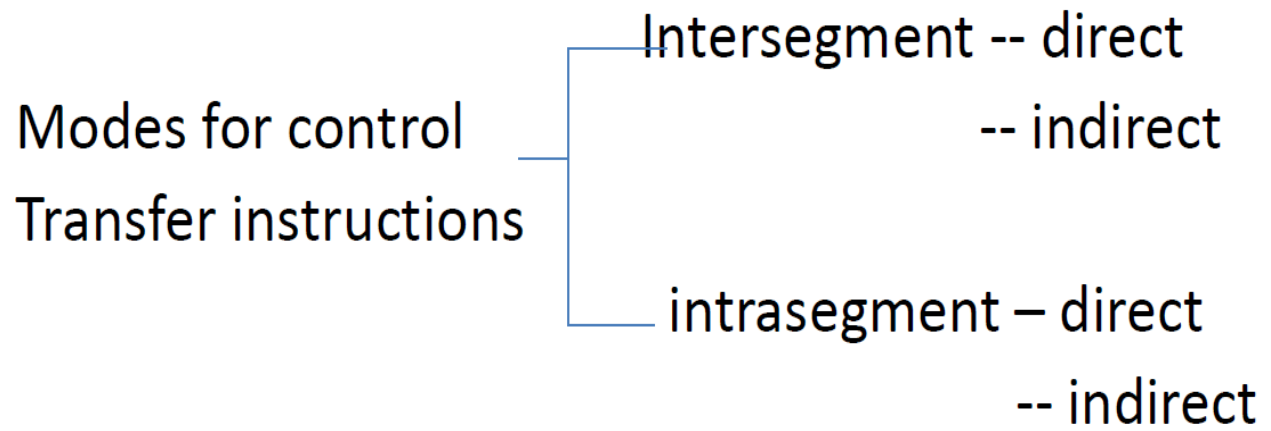 Intersegment -- direct
Modes for control -- indirect
Transfer instructions
intrasegment – direct
-- indirect